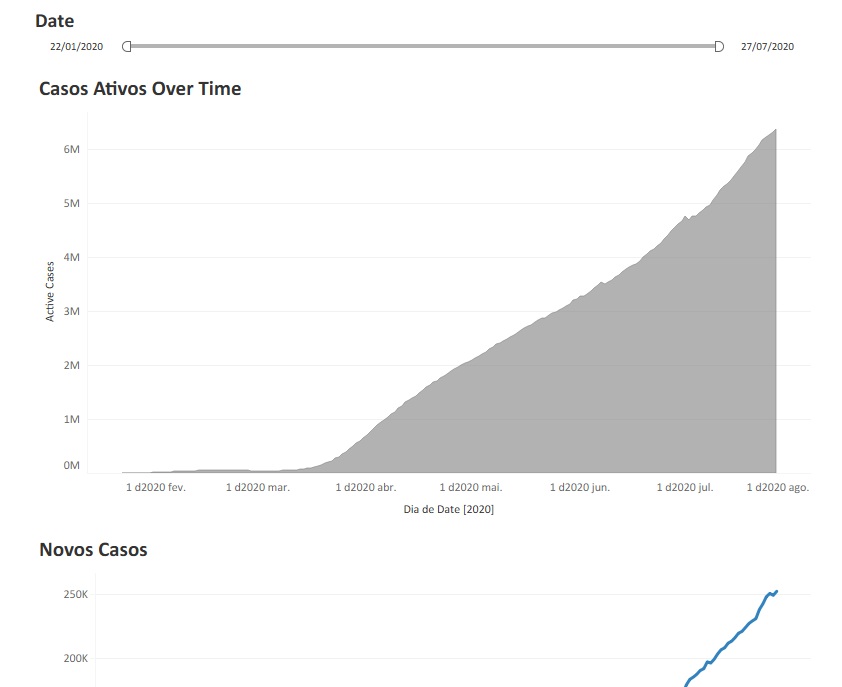 Date
22/01/2020 27/07/2020
Casos Ativos Over Time
6M
5M
4M
3M
2M
1M
0M
Active Cases
1 d2020 fev. 1 d2020 mar. 1 d2020 abr. 1 d2020 mai. 1 d2020 jun. 1 d2020 jul. 1 d2020 ago.
Dia de Date [2020]
Novos Casos
250K
200K